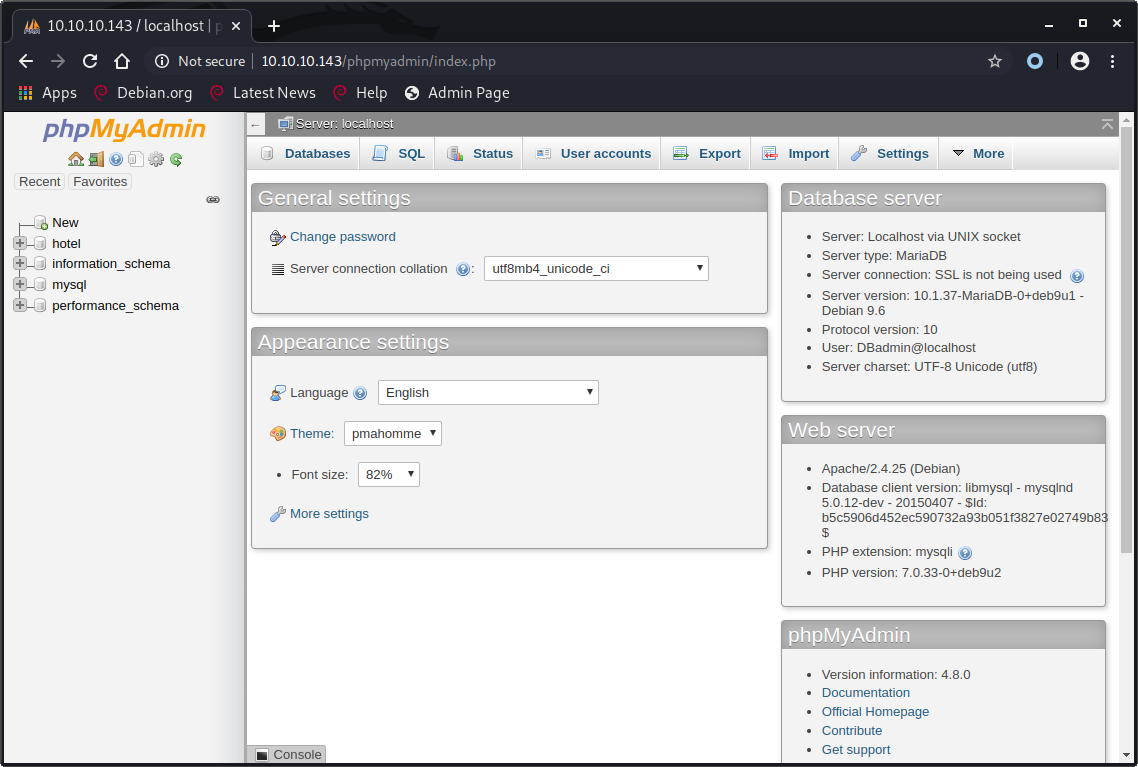 10.10.10.143 / localhost | p
Not secure
10.10.10.143/phpmyadmin/index.php
Apps
Debian.org
Latest News
Help
Admin Page
phpMyAdmin
Recent
Favorites
New
hotel
information_schema
mysql
performance_schema
Server: localhost
Databases
SQL
Status
User accounts
Export
Import
Settings
More
General settings
Change password
Server connection collation :
utf8mb4_unicode_ci
Appearance settings
Language
English
Theme:
pmahomme
Font size:
82%
More settings
Database server
Server: Localhost via UNIX socket
Server type: MariaDB
Server connection: SSL is not being used
Server version: 10.1.37-MariaDB-0+deb9u1 -
Debian 9.6
Protocol version: 10
User: DBadmin@localhost
Server charset: UTF-8 Unicode (utf8)
Web server
Apache/2.4.25 (Debian)
Database client version: libmysql - mysqlnd
5.0.12-dev - 20150407 - $Id:
b5c5906d452ec590732a93b051f3827e02749b83
$
PHP extension: mysqli
PHP version: 7.0.33-0+deb9u2
phpMyAdmin
Version information: 4.8.0
Documentation
Official Homepage
Contribute
Get support
Console